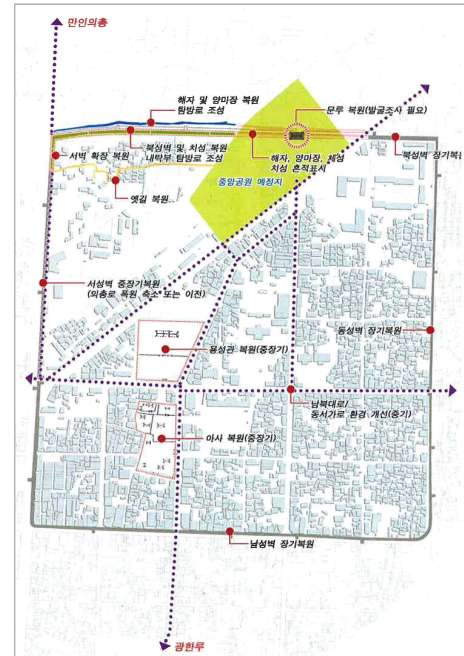 만인의총
해자 및 양마장 복원
탐방로 조성
문루 복원(발굴조사 필요)
북성벽 및 치성 복원
내탁부 탐방로 조성
서벽 확장 복원
해자, 양마장, 체성
치성 흔적표시
북성벽 장기복원
중앙공원 예정지
옛길 복원
서성벽 중장기복원
(의총로 폭원 축소 또는 이전)
동성벽 장기복원
용성관 복원(중장기)
남북대로/
동서가로 환경 개선(중기)
아사 복원(중장기)
남성벽 장기복원
광한루